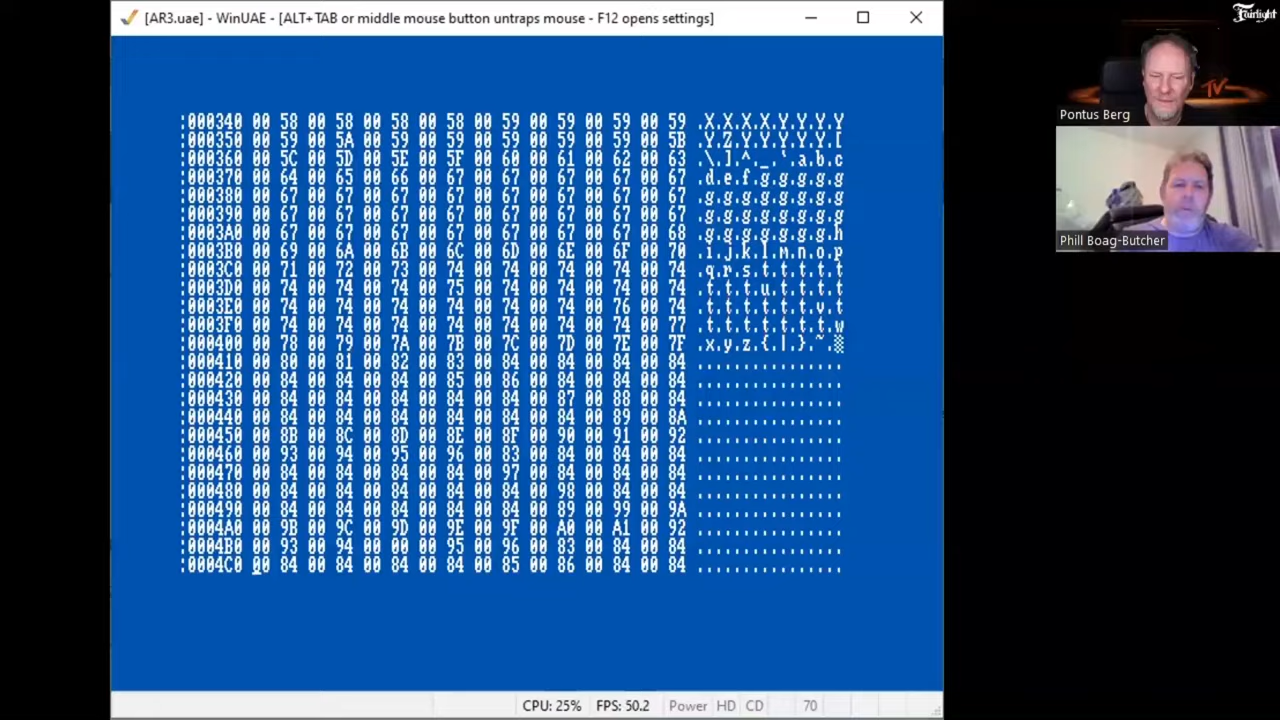 [AR3.uae] - WinUAE - [ALT+TAB or middle mouse button untraps mouse - F12 opens settings]
Fairlight
TV
Pontus Berg
Phill Boag-Butcher
:000340 00 58 00 58 00 58 00 58 00 59 00 59 00 59 00 59 .X.X.X.X.Y.Y.Y.Y
:000350 00 59 00 5A 00 59 00 59 00 59 00 59 00 59 00 5B .Y.Z.Y.Y.Y.Y.Y.[
:000360 00 5C 00 5D 00 5E 00 5F 00 60 00 61 00 62 00 63 .\.].^._.`.a.b.c
:000370 00 64 00 65 00 66 00 67 00 67 00 67 00 67 00 67 .d.e.f.g.g.g.g.g
:000380 00 67 00 67 00 67 00 67 00 67 00 67 00 67 00 67 .g.g.g.g.g.g.g.g
:000390 00 67 00 67 00 67 00 67 00 67 00 67 00 67 00 67 .g.g.g.g.g.g.g.g
:0003A0 00 67 00 67 00 67 00 67 00 67 00 67 00 67 00 68 .g.g.g.g.g.g.g.h
:0003B0 00 69 00 6A 00 6B 00 6C 00 6D 00 6E 00 6F 00 70 .i.j.k.l.m.n.o.p
:0003C0 00 71 00 72 00 73 00 74 00 74 00 74 00 74 00 74 .q.r.s.t.t.t.t.t
:0003D0 00 74 00 74 00 74 00 75 00 74 00 74 00 74 00 74 .t.t.t.u.t.t.t.t
:0003E0 00 74 00 74 00 74 00 74 00 74 00 74 00 76 00 74 .t.t.t.t.t.t.v.t
:0003F0 00 74 00 74 00 74 00 74 00 74 00 74 00 74 00 77 .t.t.t.t.t.t.t.w
:000400 00 78 00 79 00 7A 00 7B 00 7C 00 7D 00 7E 00 7F .x.y.z.{.|.}.~.▒
:000410 00 80 00 81 00 82 00 83 00 84 00 84 00 84 00 84 ................
:000420 00 84 00 84 00 84 00 85 00 86 00 84 00 84 00 84 ................
:000430 00 84 00 84 00 84 00 84 00 84 00 87 00 88 00 84 ................
:000440 00 84 00 84 00 84 00 84 00 84 00 84 00 89 00 8A ................
:000450 00 8B 00 8C 00 8D 00 8E 00 8F 00 90 00 91 00 92 ................
:000460 00 93 00 94 00 95 00 96 00 83 00 84 00 84 00 84 ................
:000470 00 84 00 84 00 84 00 84 00 97 00 84 00 84 00 84 ................
:000480 00 84 00 84 00 84 00 84 00 84 00 98 00 84 00 84 ................
:000490 00 84 00 84 00 84 00 84 00 84 00 89 00 99 00 9A ................
:0004A0 00 9B 00 9C 00 9D 00 9E 00 9F 00 A0 00 A1 00 92 ................
:0004B0 00 93 00 94 00 00 00 95 00 96 00 83 00 84 00 84 ................
:0004C0 00 84 00 84 00 84 00 84 00 85 00 86 00 84 00 84 ................
CPU: 25% FPS: 50.2 Power HD CD 70